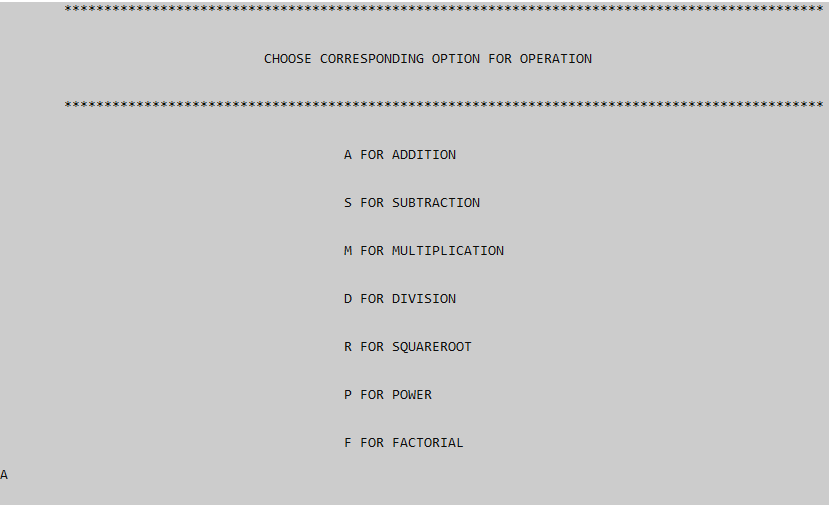 ***********************************************************************************************
CHOOSE CORRESPONDING OPTION FOR OPERATION
***********************************************************************************************
A FOR ADDITION
S FOR SUBTRACTION
M FOR MULTIPLICATION
D FOR DIVISION
R FOR SQUAREROOT
P FOR POWER
F FOR FACTORIAL
A